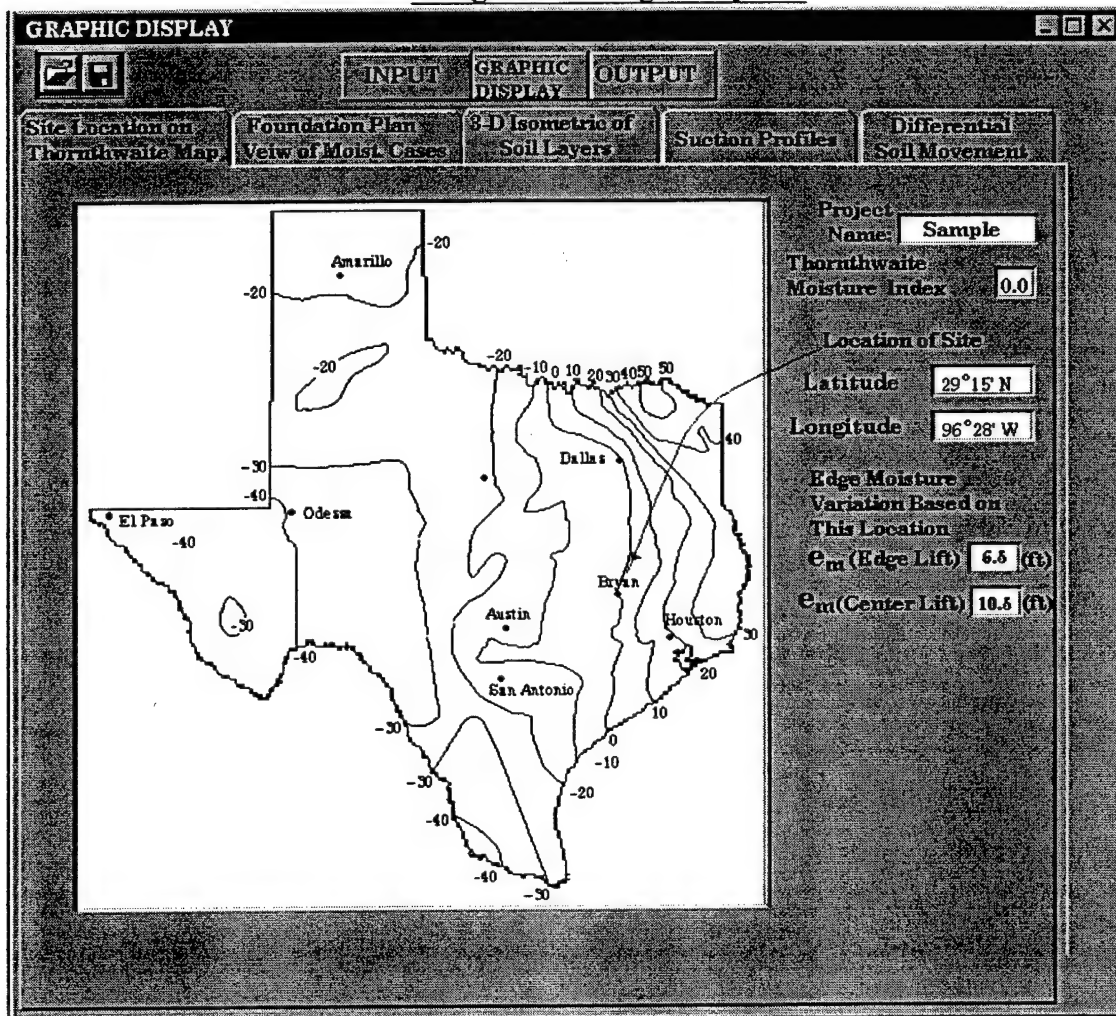 GRAPHIC DISPLAY
INPUT
GRAPHIC
DISPLAY
OUTPUT
Site Location on
Thornthwaite Map
Foundation Plan
Veiw of Moist. Cases
3-D Isometric of
Soil Layers
Suction Profiles
Differential
Soil Movement
Project
Name: Sample
Thornthwaite
Moisture Index 0.0
Location of Site
Latitude 29°15' N
Longitude 96°28' W
Edge Moisture
Variation Based on
This Location
em (Edge Lift) 6.5 (ft)
em (Center Lift) 10.5 (ft)
-20
Amarillo
-20
-20
-20
-10 0 10 20 30 40 50 50
40
Dallas
-30
-40
Odessa
El Paso
-40
Bryan
Austin
Houston
-30
30
-40
20
San Antonio
10
-30
0
-10
-30
-20
-40
-40
-30